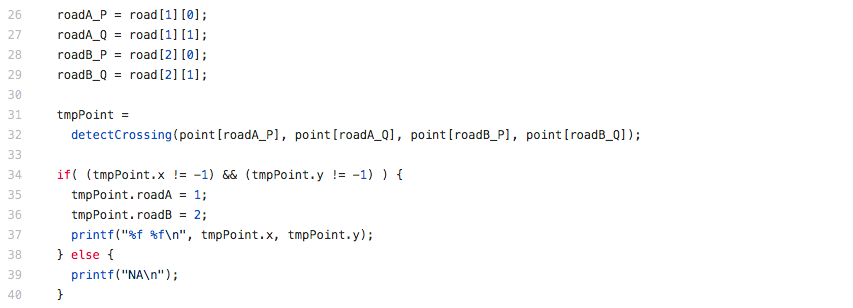 26 roadA_P = road[1][0];
27 roadA_Q = road[1][1];
28 roadB_P = road[2][0];
29 roadB_Q = road[2][1];
30
31 tmpPoint =
32 detectCrossing(point[roadA_P], point[roadA_Q], point[roadB_P], point[roadB_Q]);
33
34 if( (tmpPoint.x != -1) && (tmpPoint.y != -1) ) {
35 tmpPoint.roadA = 1;
36 tmpPoint.roadB = 2;
37 printf("%f %f\n", tmpPoint.x, tmpPoint.y);
38 } else {
39 printf("NA\n");
40 }